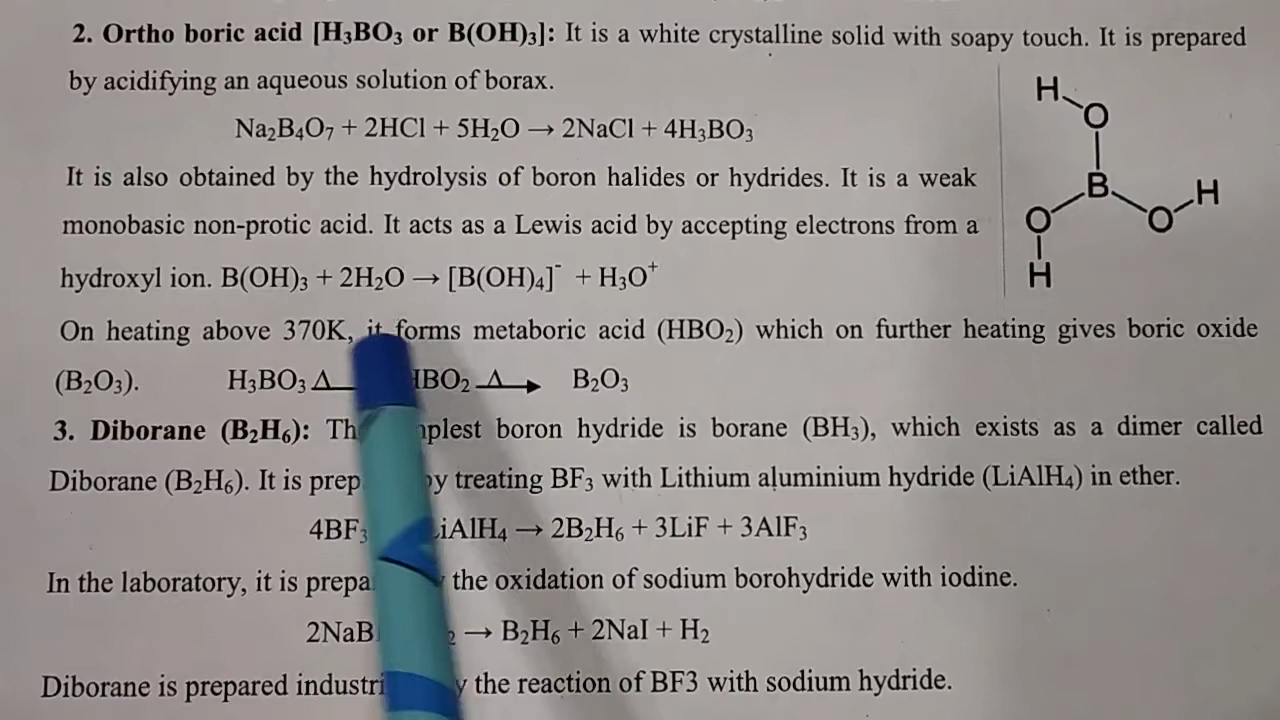 2. Ortho boric acid [H₃BO₃ or B(OH)₃]: It is a white crystalline solid with soapy touch. It is prepared
by acidifying an aqueous solution of borax.
Na₂B₄O₇ + 2HCl + 5H₂O → 2NaCl + 4H₃BO₃
It is also obtained by the hydrolysis of boron halides or hydrides. It is a weak
monobasic non-protic acid. It acts as a Lewis acid by accepting electrons from a
hydroxyl ion. B(OH)₃ + 2H₂O → [B(OH)₄]⁻ + H₃O⁺
H
O
B
H
O
O
H
On heating above 370K, it forms metaboric acid (HBO₂) which on further heating gives boric oxide
(B₂O₃). H₃BO₃ Δ HBO₂ Δ→ B₂O₃
3. Diborane (B₂H₆): boron hydride is borane (BH₃), which exists as a dimer called
Diborane (B₂H₆). It is by treating BF₃ with Lithium aluminium hydride (LiAlH₄) in ether.
4BF₃ LiAlH₄ → 2B₂H₆ + 3LiF + 3AlF₃
In the laboratory, it is the oxidation of sodium borohydride with iodine.
→ B₂H₆ + 2NaI + H₂
Diborane is prepared the reaction of BF3 with sodium hydride.